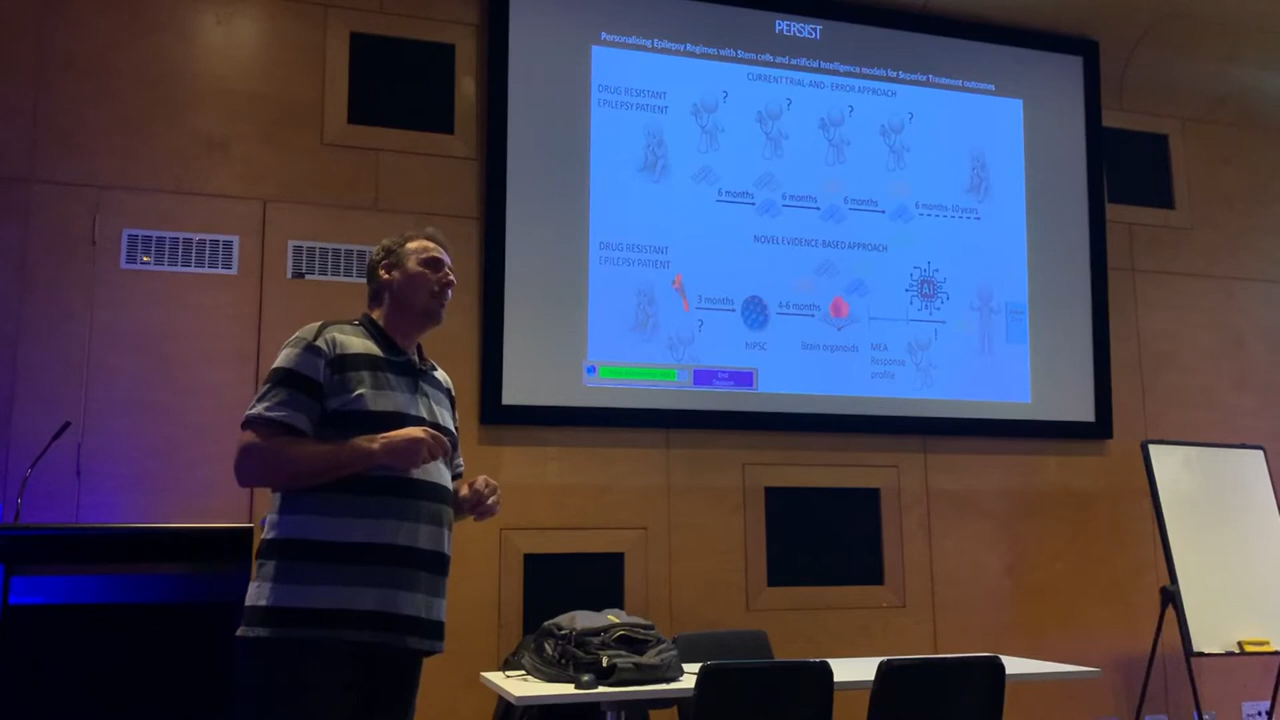 PERSIST
Personalising Epilepsy Regimes with Stem cells and artificial Intelligence models for Superior Treatment outcomes
CURRENT TRIAL-AND- ERROR APPROACH
DRUG RESISTANT
EPILEPSY PATIENT
? ? ? ?
6 months 6 months 6 months 6 months-10 years
NOVEL EVIDENCE-BASED APPROACH
DRUG RESISTANT
EPILEPSY PATIENT
AI
3 months 4-6 months
? !
hIPSC Brain organoids MEA
Response
profile
End
Session